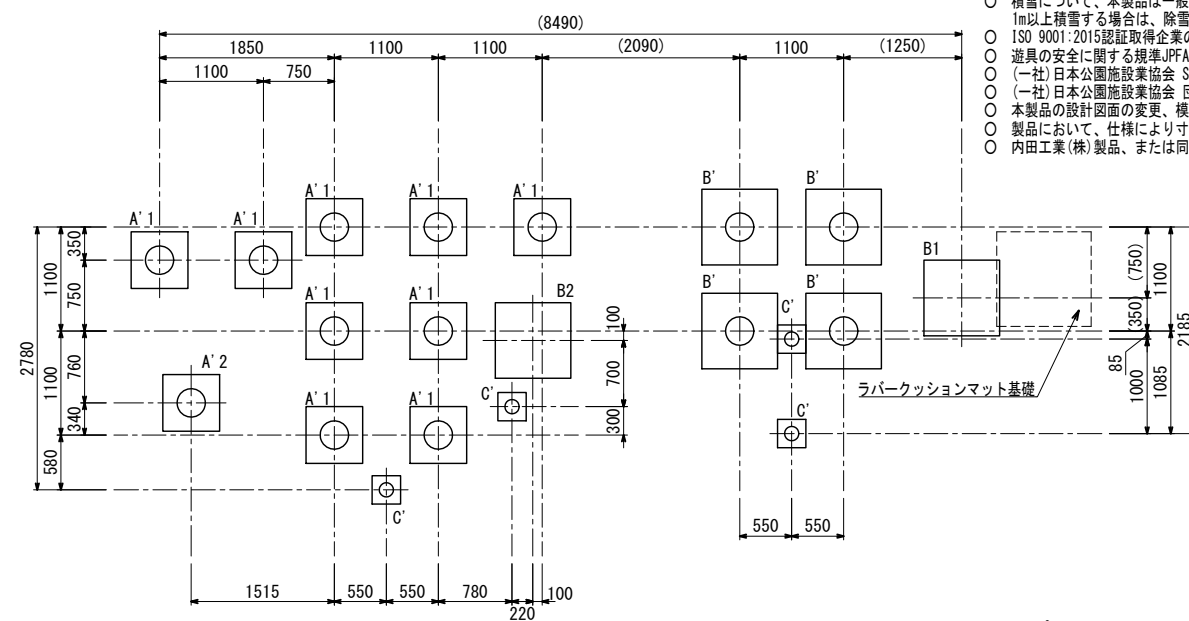 ○ 積雪について、本製品は一般
1m以上積雪する場合は、除雪
○ ISO 9001:2015認証取得企業の
○ 遊具の安全に関する規準JPFA
○ (一社)日本公園施設業協会 S
○ (一社)日本公園施設業協会 団
○ 本製品の設計図面の変更、模
○ 製品において、仕様により寸
○ 内田工業(株)製品、または同
(8490)
1850 1100 1100 (2090) 1100 (1250)
1100 750
A'1 A'1 A'1 B' B'
A'1 A'1 B1
350 1100 750 (750) 1100
A'1 A'1 B2 B' B' C'
100 (350) 2185
2780 A'2 760 1100 340 C' 700 300
85 1000 1085
ラバークッションマット基礎
A'1 A'1 C'
580 C'
550 550
1515 550 550 780 220 100